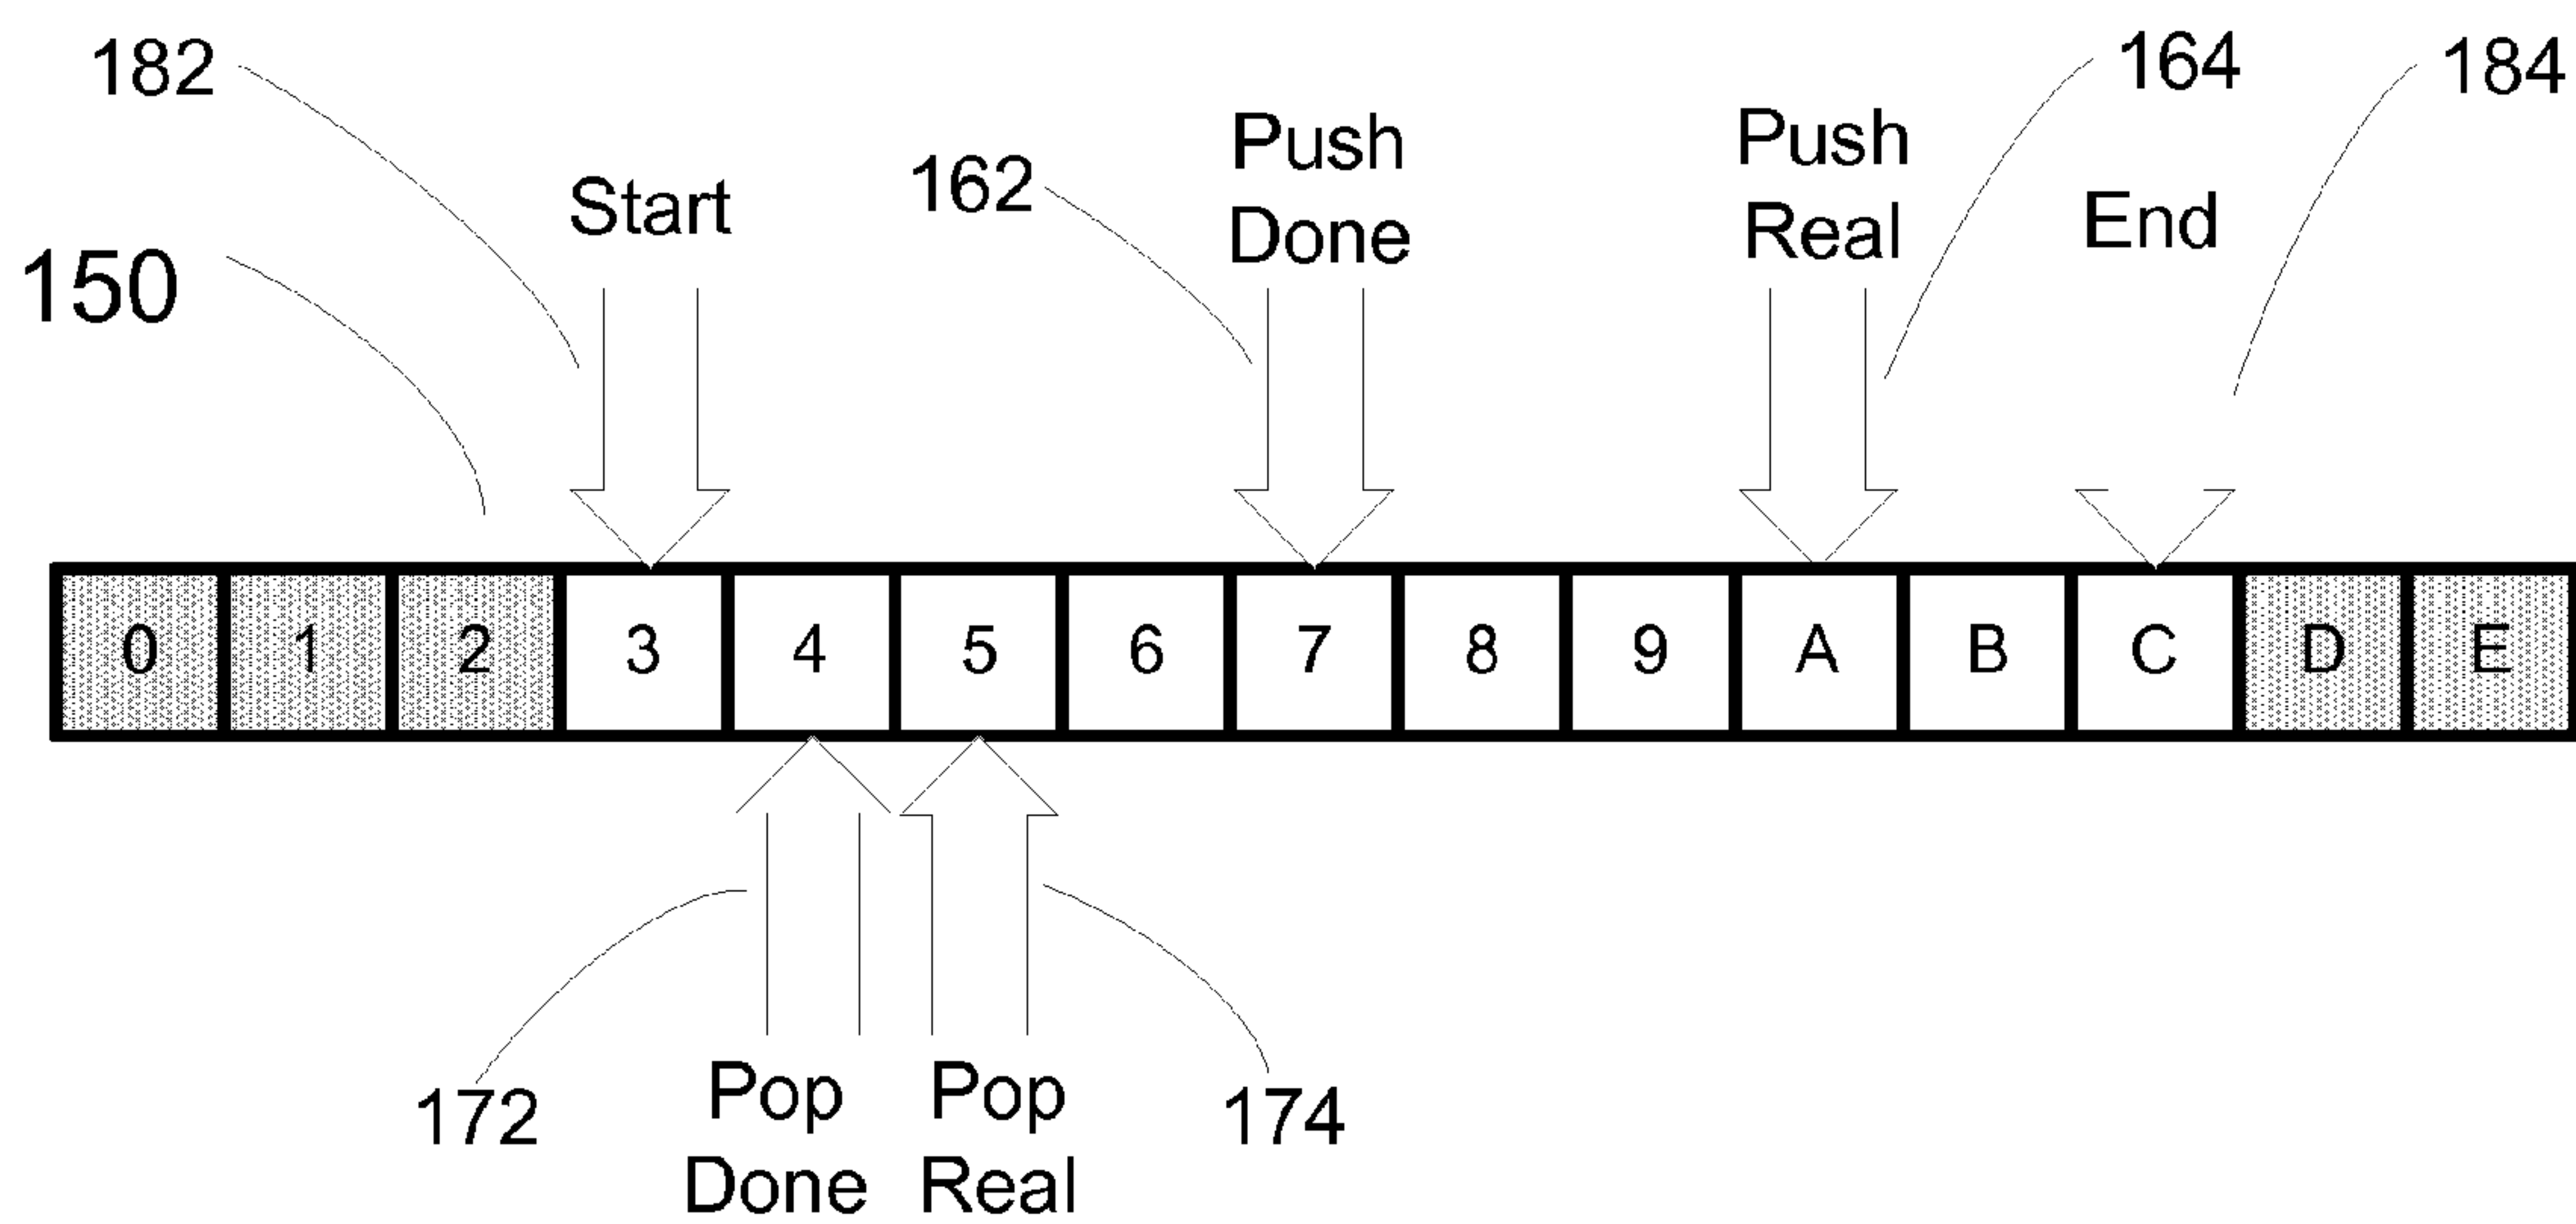 182
164
184
Push
Push
162
Start
Done
Real
End
150
0 1 2 3 4 5 6 7 8 9 A B C D E
172
Pop
Pop
174
Done
Real